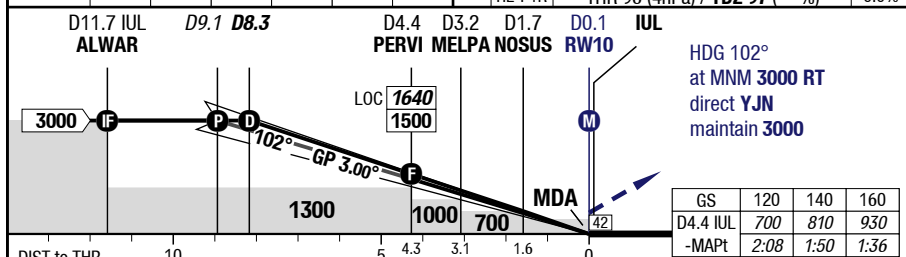 D11.7 IUL D9.1 D8.3 D4.4 D3.2 D1.7 D0.1 IUL
ALWAR PERVI MELPA NOSUS RW10
HDG 102°
at MNM 3000 RT
direct YJN
maintain 3000
LOC 1640
1500
3000 IF P D M
102° GP 3.00°
F
1300 1000 700 MDA 42
GS 120 140 160
D4.4 IUL 700 810 930
-MAPt 2:08 1:50 1:36
DIST to THR 10 5 4.3 3.1 1.6 0